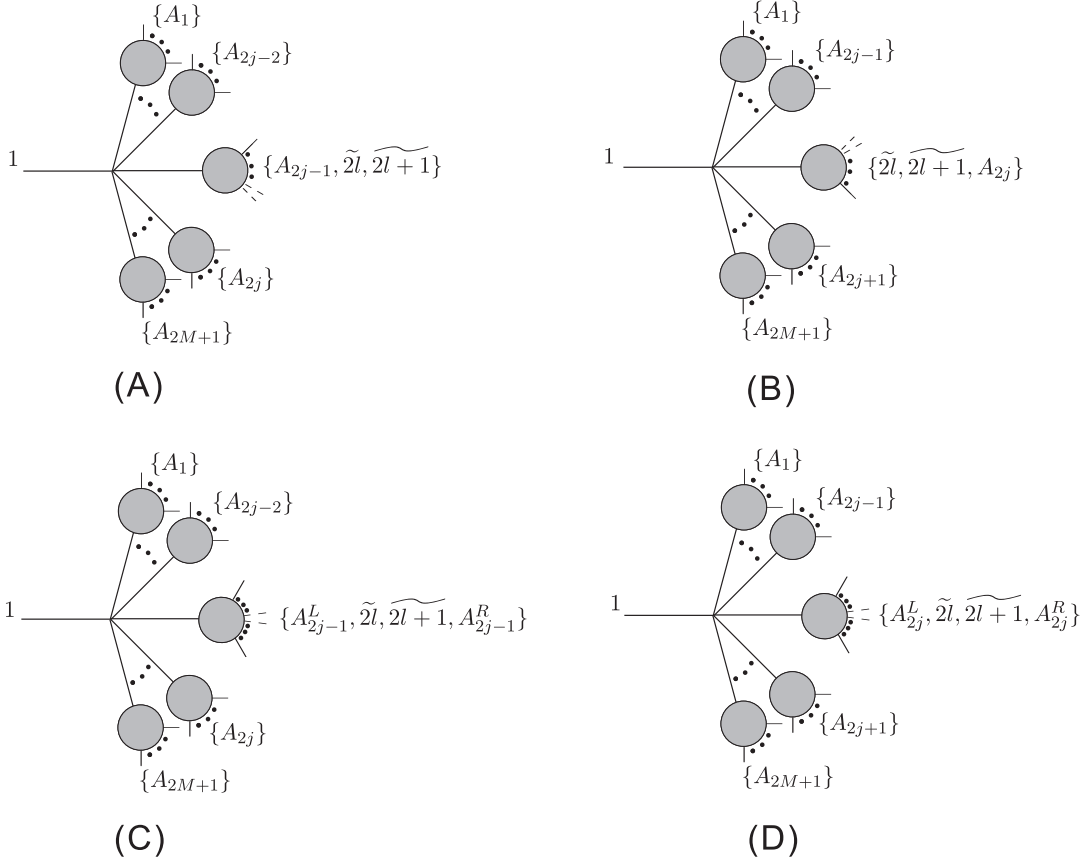 {A_1}
{A_{2j-2}}
1
{A_{2j-1}, \widetilde{2l}, \widetilde{2l+1}}
{A_{2j}}
{A_{2M+1}}
(A)
{A_1}
{A_{2j-1}}
1
{\widetilde{2l}, \widetilde{2l+1}, A_{2j}}
{A_{2j+1}}
{A_{2M+1}}
(B)
{A_1}
{A_{2j-2}}
1
{A^L_{2j-1}, \widetilde{2l}, \widetilde{2l+1}, A^R_{2j-1}}
{A_{2j}}
{A_{2M+1}}
(C)
{A_1}
{A_{2j-1}}
1
{A^L_{2j}, \widetilde{2l}, \widetilde{2l+1}, A^R_{2j}}
{A_{2j+1}}
{A_{2M+1}}
(D)